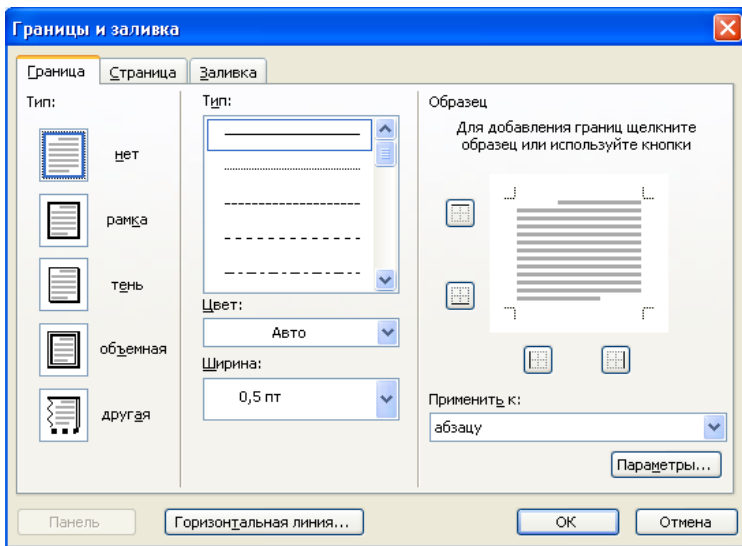 Границы и заливка
Граница
Страница
Заливка
Тип:
нет
рамка
тень
объемная
другая
Тип:
Цвет:
Авто
Ширина:
0,5 пт
Образец
Для добавления границ щелкните
образец или используйте кнопки
Применить к:
абзацу
Параметры...
Панель
Горизонтальная линия...
ОК
Отмена